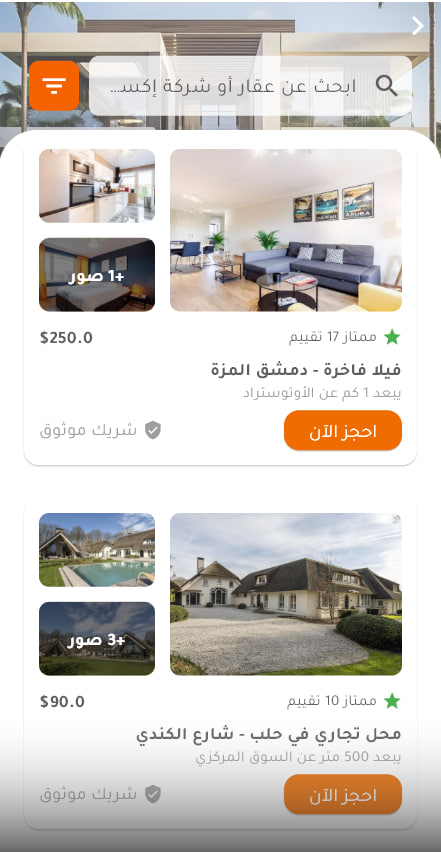 ابحث عن عقار أو شركة إكسـ...
+1 صور
ممتاز 17 تقييم
$250.0
فيلا فاخرة - دمشق المزة
يبعد 1 كم عن الأوتوستراد
احجز الآن
شريك موثوق
+3 صور
ممتاز 10 تقييم
$90.0
محل تجاري في حلب - شارع الكندي
يبعد 500 متر عن السوق المركزي
احجز الآن
شريك موثوق